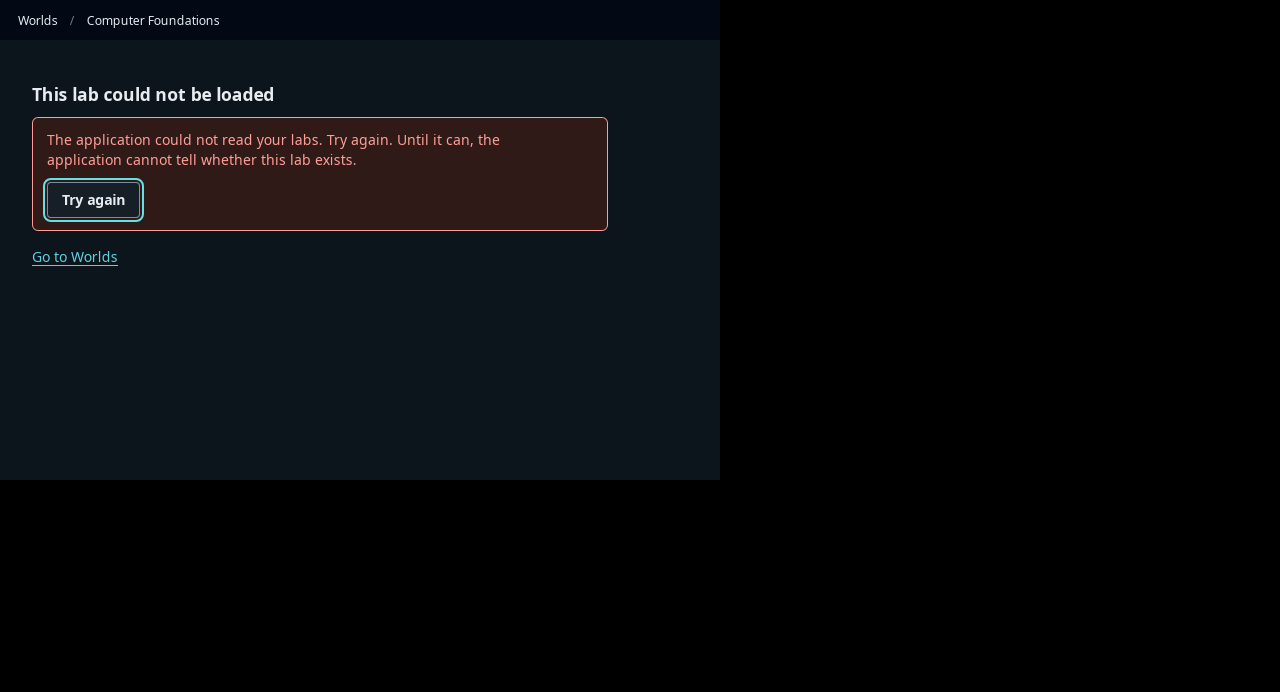 Worlds / Computer Foundations
This lab could not be loaded
The application could not read your labs. Try again. Until it can, the
application cannot tell whether this lab exists.
Try again
Go to Worlds